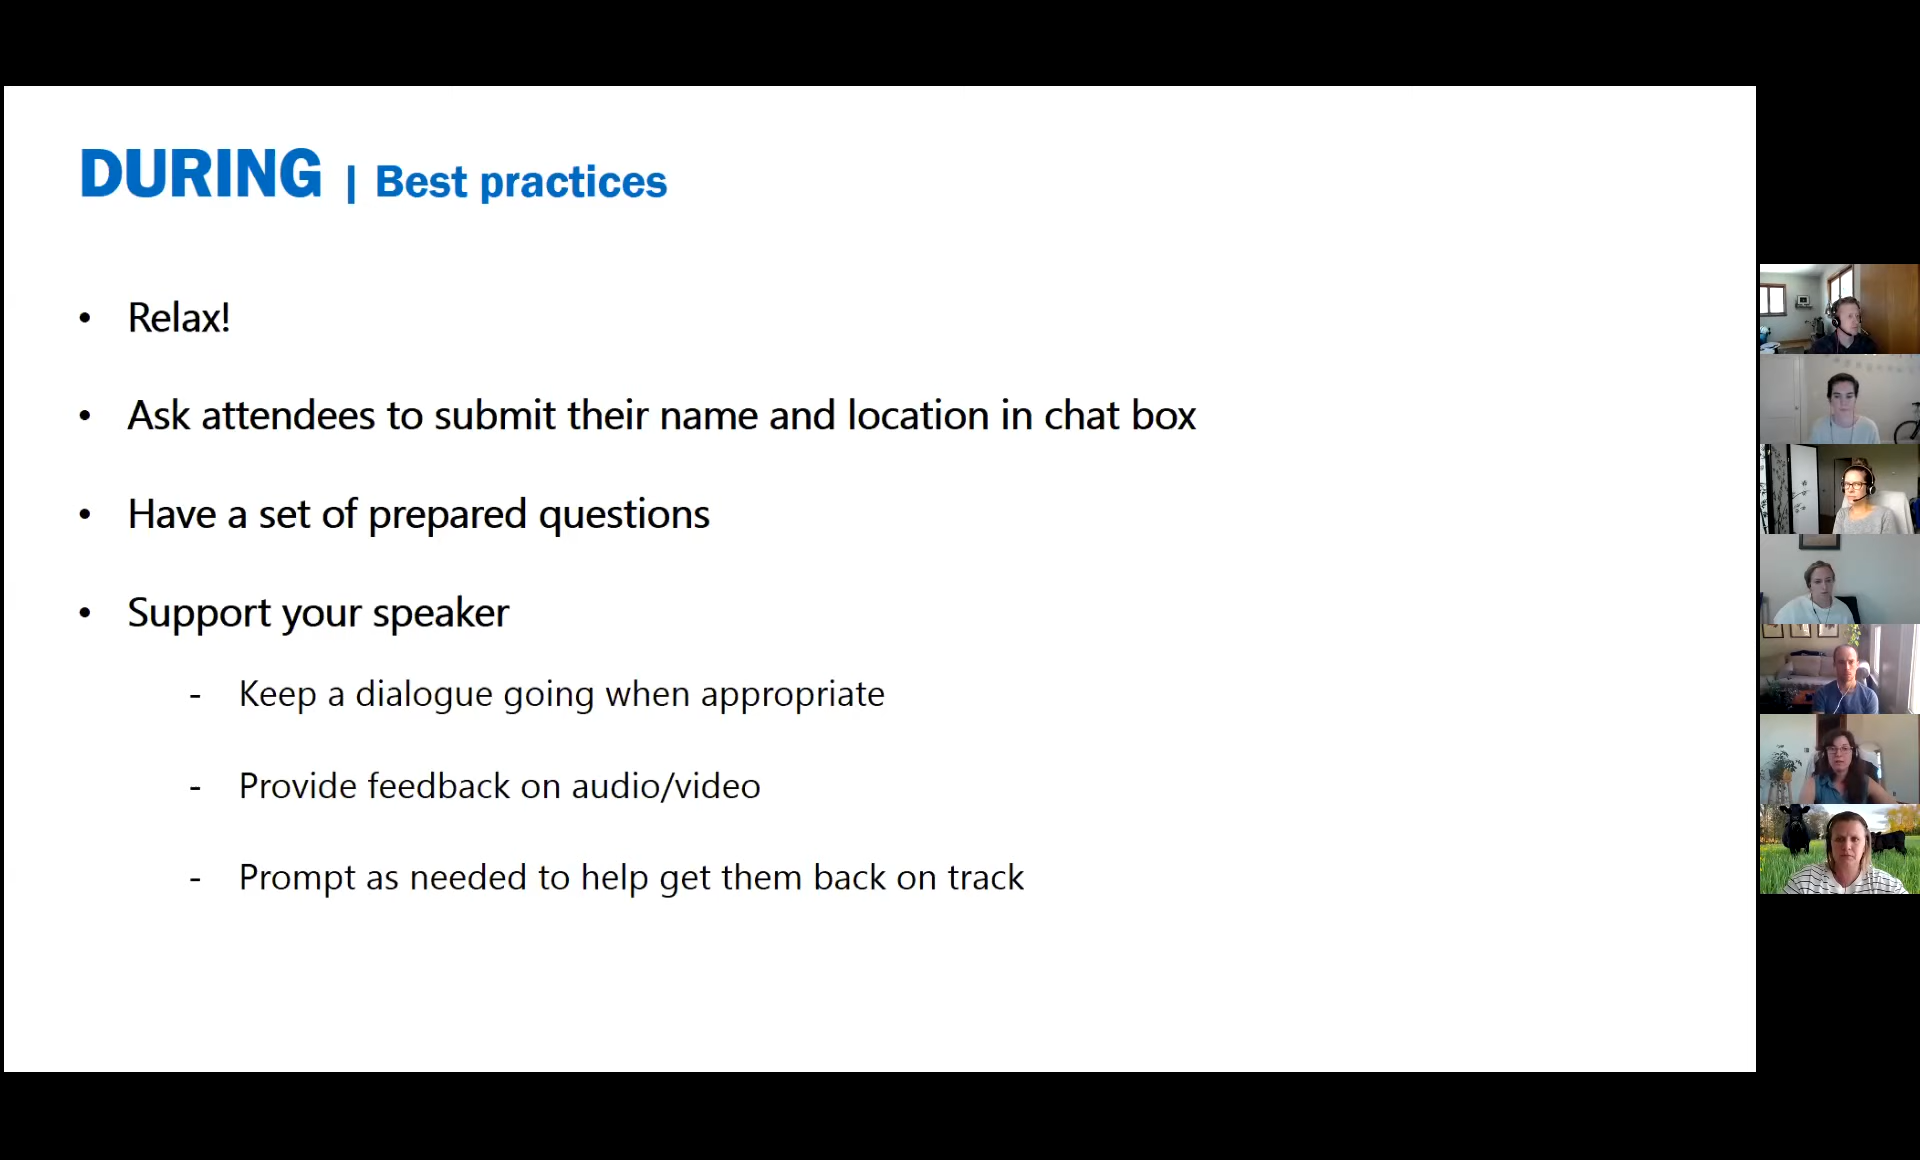 DURING | Best practices
• Relax!
• Ask attendees to submit their name and location in chat box
• Have a set of prepared questions
• Support your speaker
- Keep a dialogue going when appropriate
- Provide feedback on audio/video
- Prompt as needed to help get them back on track